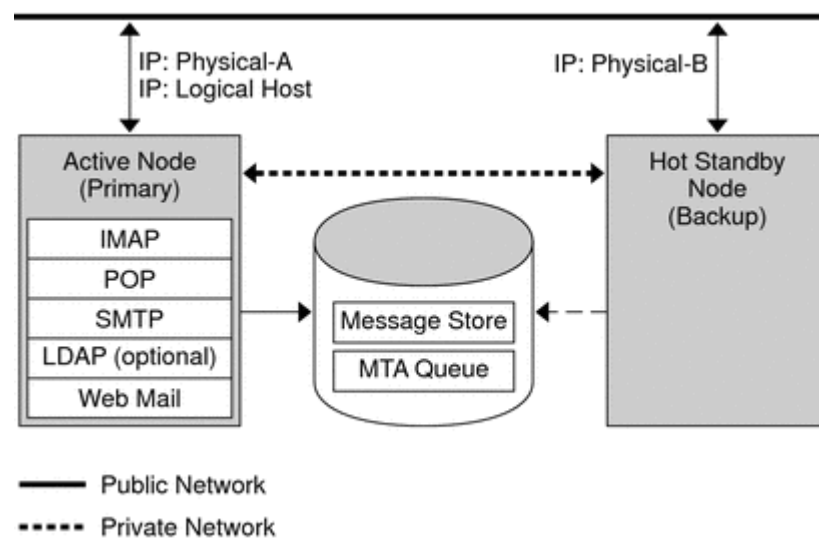 IP: Physical-A
IP: Logical Host
IP: Physical-B
Active Node
(Primary)
IMAP
POP
SMTP
LDAP (optional)
Web Mail
Message Store
MTA Queue
Hot Standby
Node
(Backup)
Public Network
Private Network